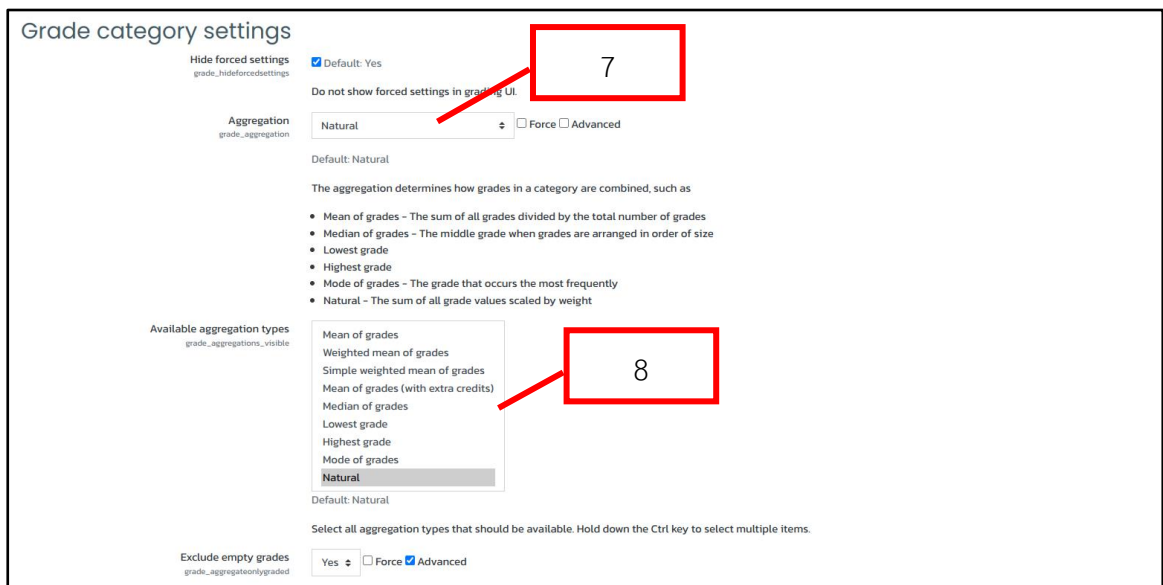 Grade category settings
7
Hide forced settings
grade_hideforcedsettings
Default: Yes
Do not show forced settings in grading UI.
Aggregation
grade_aggregation
Natural
Force
Advanced
Default: Natural
The aggregation determines how grades in a category are combined, such as
• Mean of grades - The sum of all grades divided by the total number of grades
• Median of grades - The middle grade when grades are arranged in order of size
• Lowest grade
• Highest grade
• Mode of grades - The grade that occurs the most frequently
• Natural - The sum of all grade values scaled by weight
Available aggregation types
grade_aggregations_visible
Mean of grades
Weighted mean of grades
Simple weighted mean of grades
Mean of grades (with extra credits)
Median of grades
Lowest grade
Highest grade
Mode of grades
Natural
8
Default: Natural
Select all aggregation types that should be available. Hold down the Ctrl key to select multiple items.
Exclude empty grades
grade_aggregateonlygraded
Yes
Force
Advanced